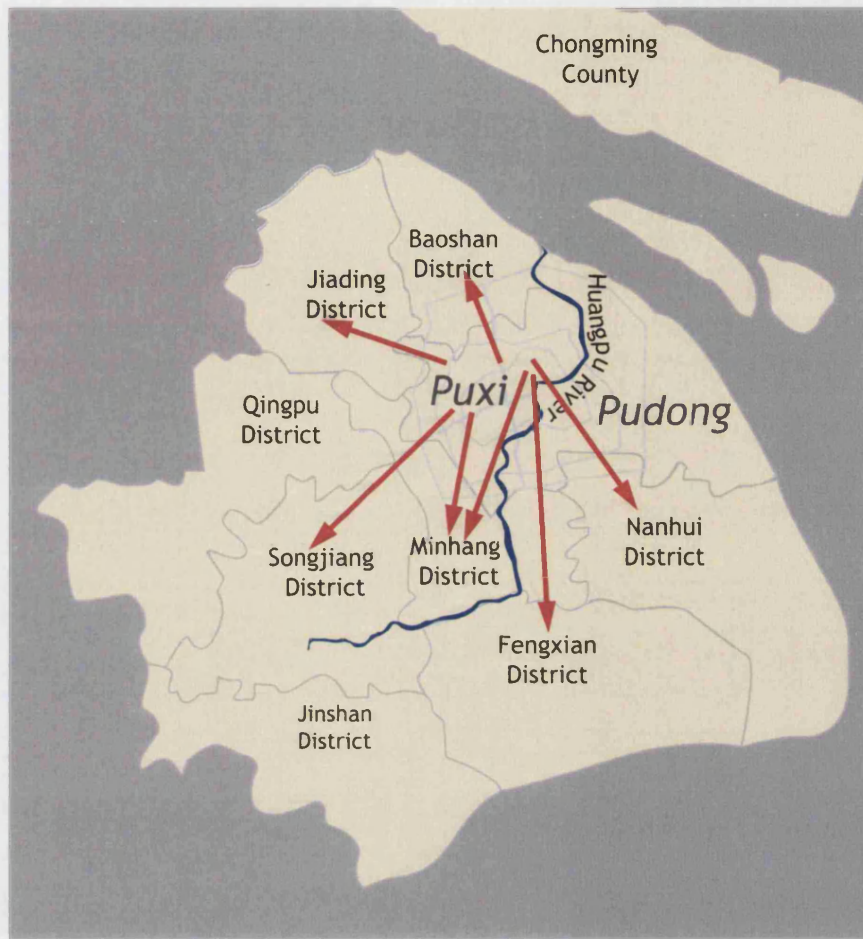 Chongming
County
Baoshan
District
Jiading
District
Huangpu River
Qingpu
District
Puxi
Pudong
Songjiang
District
Minhang
District
Nanhui
District
Fengxian
District
Jinshan
District